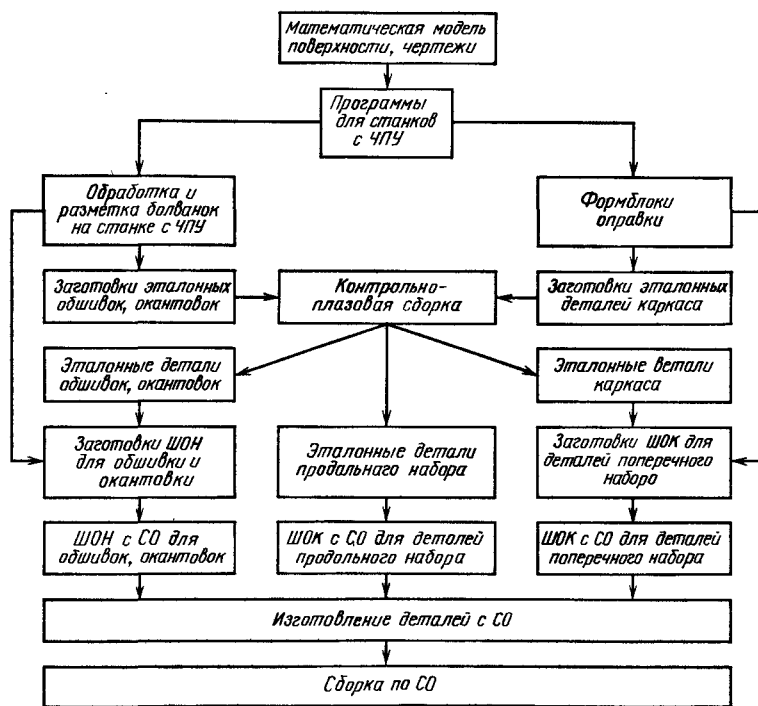 Математическая модель
поверхности, чертежи
Программы
для станков
с ЧПУ
Обработка и
разметка болванок
на станке с ЧПУ
Формблоки
оправки
Заготовки эталонных
обшивок, окантовок
Контрольно-
плазовая сборка
Заготовки эталонных
деталей каркаса
Эталонные детали
обшивок, окантовок
Эталонные ветали
каркаса
Заготовки ШОН
для обшивки и
окантовки
Эталонные детали
продального набора
Заготовки ШОК для
деталей поперечного
набора
ШОН с СО для
обшивок, окантовок
ШОК с СО для детолей
продольного набора
ШОК с СО для деталей
поперечного набора
Изготовление деталей с СО
Сборка по СО